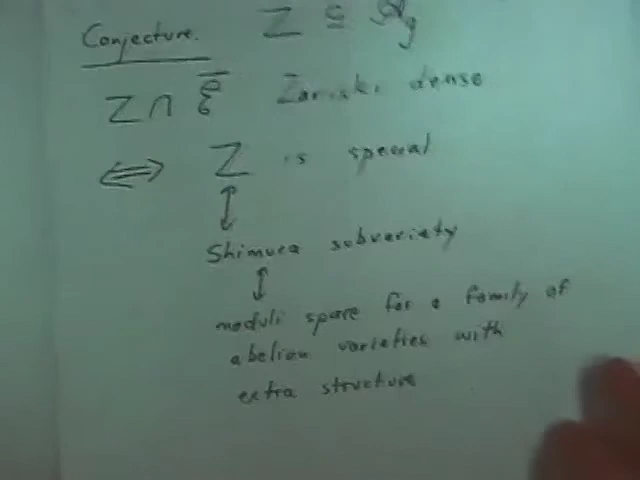 Conjecture. Z ⊆ 𝒜g
Z ∩ Zariski dense
⟺ Z is special
↕
Shimura subvariety
↕
moduli space for a family of
abelian varieties with
extra structure